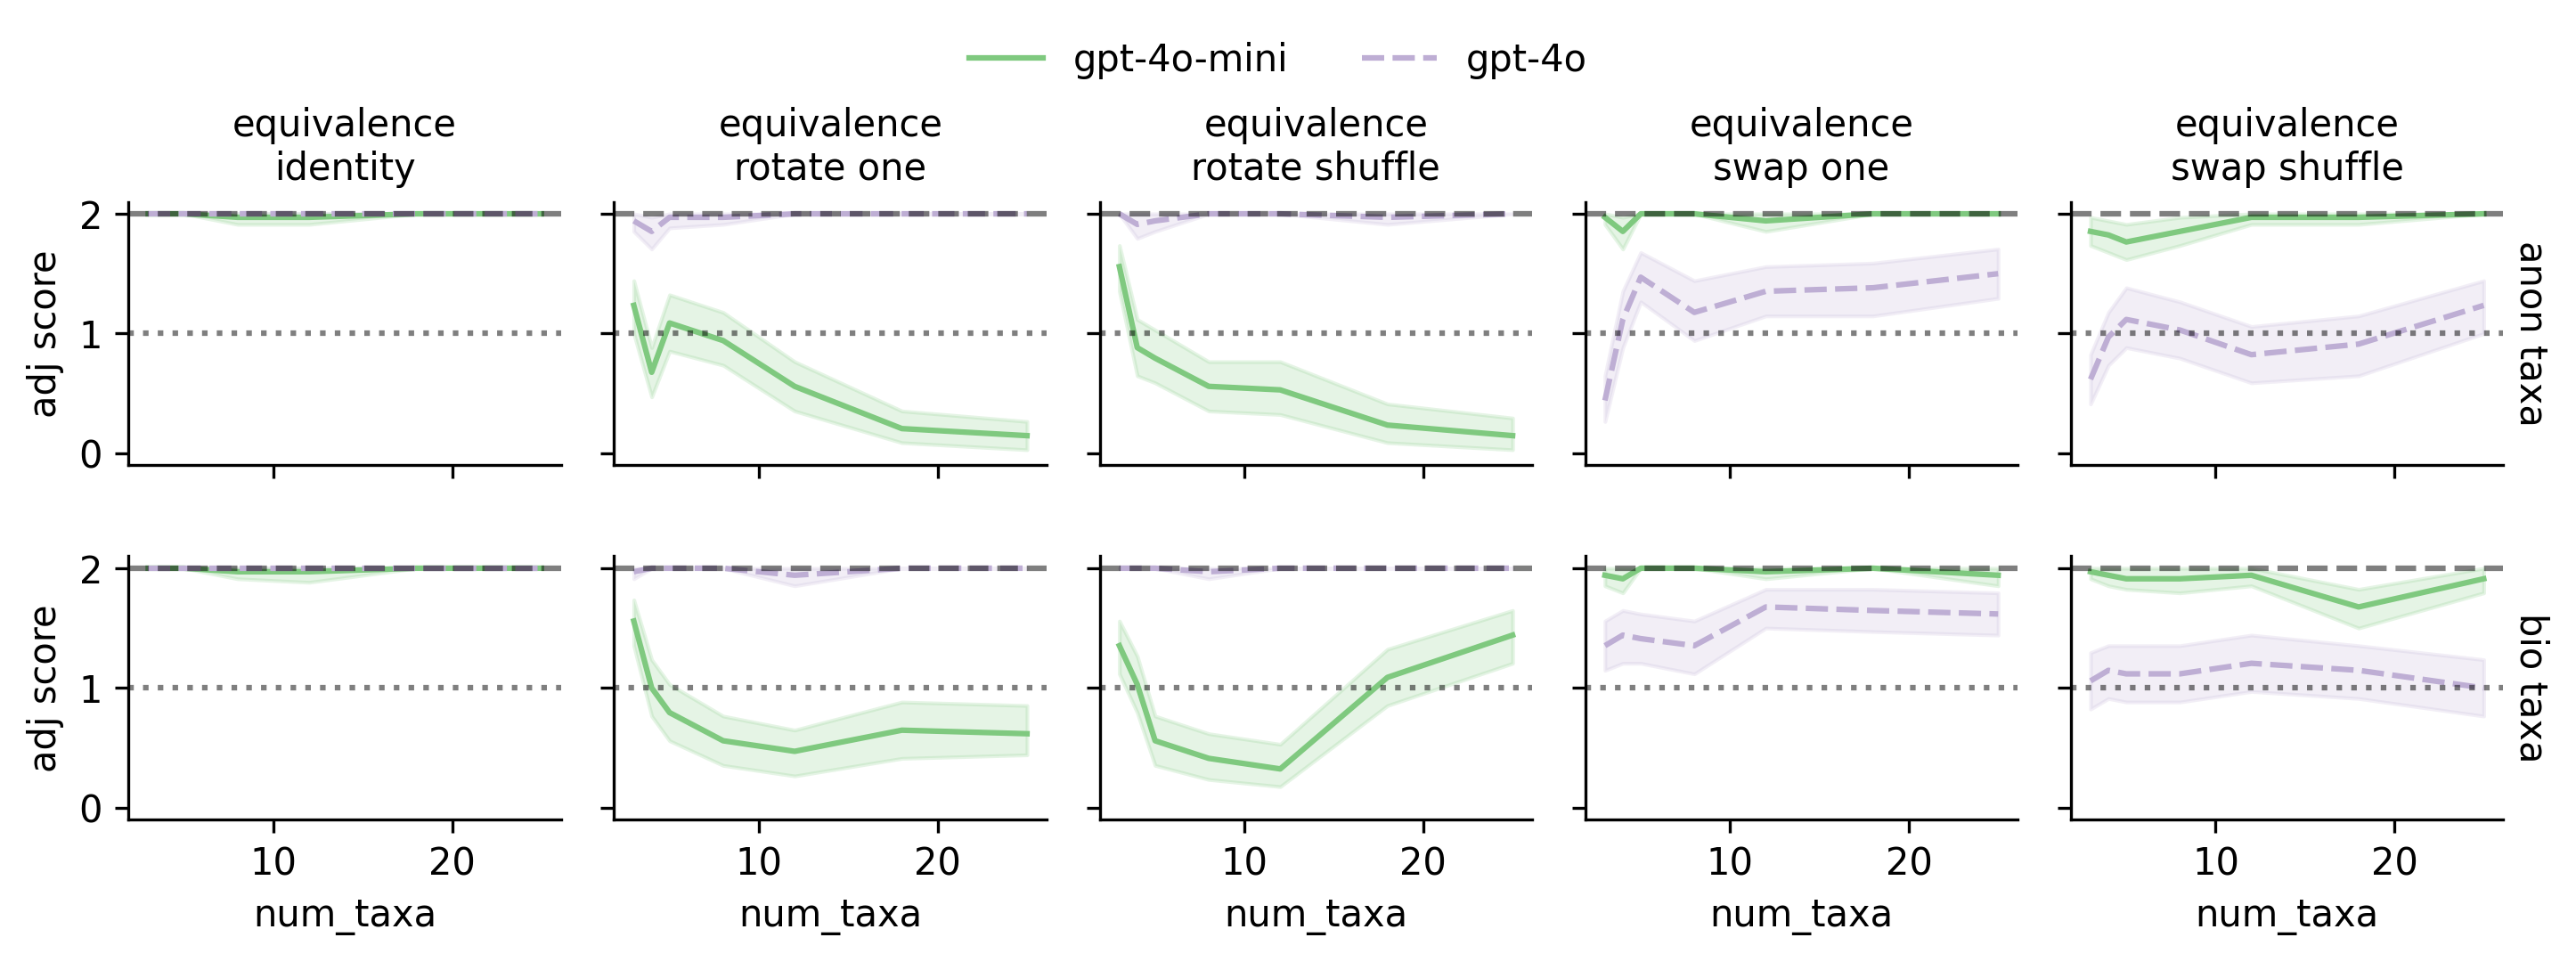 gpt-4o-mini gpt-4o
equivalence identity
equivalence rotate one
equivalence rotate shuffle
equivalence swap one
equivalence swap shuffle
adj score
2
1
0
anon taxa
adj score
2
1
0
bio taxa
10 20 10 20 10 20 10 20 10 20
num_taxa num_taxa num_taxa num_taxa num_taxa